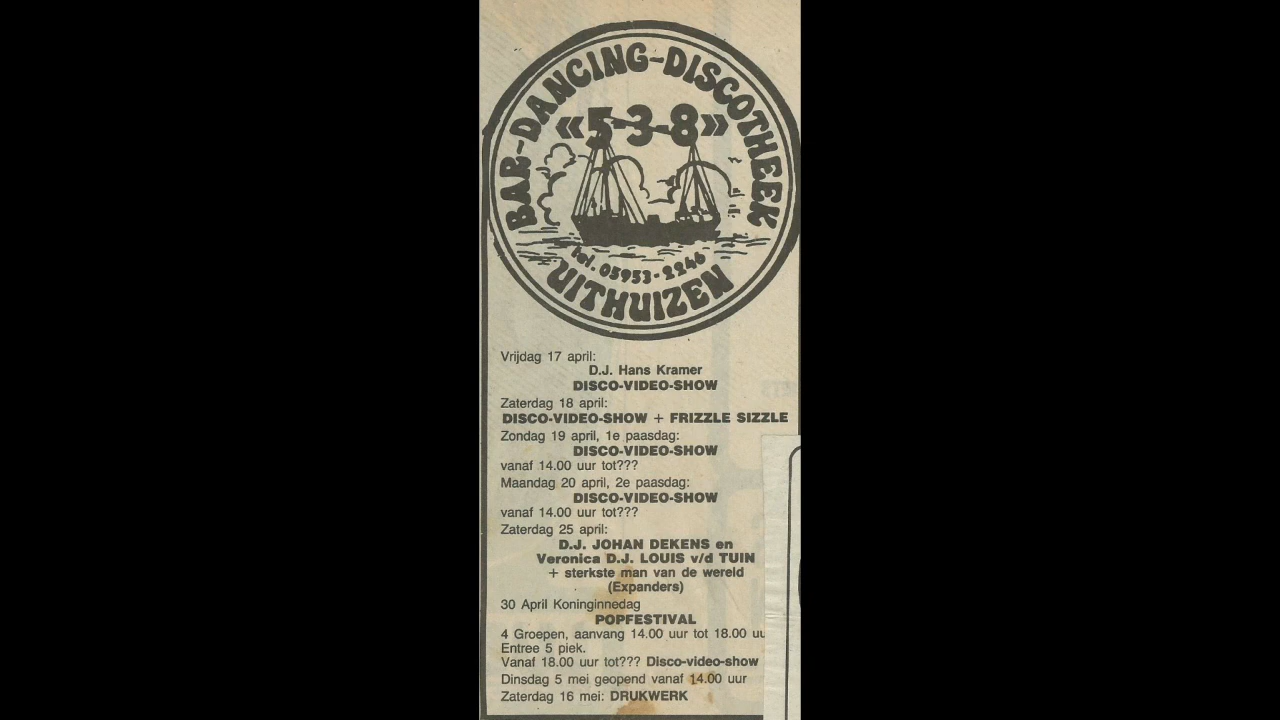 BAR-DANCING-DISCOTHEEK
«5-3-8»
tel. 05953-2246
UITHUIZEN
Vrijdag 17 april:
D.J. Hans Kramer
DISCO-VIDEO-SHOW
Zaterdag 18 april:
DISCO-VIDEO-SHOW + FRIZZLE SIZZLE
Zondag 19 april, 1e paasdag:
DISCO-VIDEO-SHOW
vanaf 14.00 uur tot???
Maandag 20 april, 2e paasdag:
DISCO-VIDEO-SHOW
vanaf 14.00 uur tot???
Zaterdag 25 april:
D.J. JOHAN DEKENS en
Veronica D.J. LOUIS v/d TUIN
+ sterkste man van de wereld
(Expanders)
30 April Koninginnedag
POPFESTIVAL
4 Groepen, aanvang 14.00 uur tot 18.00 uu
Entree 5 piek.
Vanaf 18.00 uur tot??? Disco-video-show
Dinsdag 5 mei geopend vanaf 14.00 uur
Zaterdag 16 mei: DRUKWERK